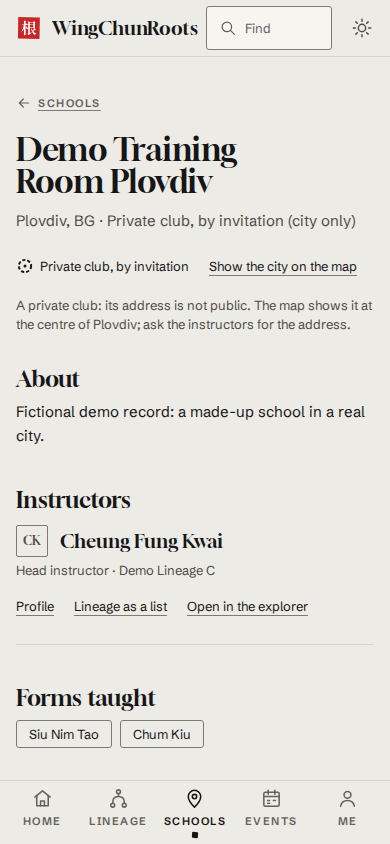 根 WingChunRoots Find
← SCHOOLS
Demo Training
Room Plovdiv
Plovdiv, BG · Private club, by invitation (city only)
Private club, by invitation Show the city on the map
A private club: its address is not public. The map shows it at
the centre of Plovdiv; ask the instructors for the address.
About
Fictional demo record: a made-up school in a real
city.
Instructors
CK Cheung Fung Kwai
Head instructor · Demo Lineage C
Profile Lineage as a list Open in the explorer
Forms taught
Siu Nim Tao Chum Kiu
HOME LINEAGE SCHOOLS EVENTS ME